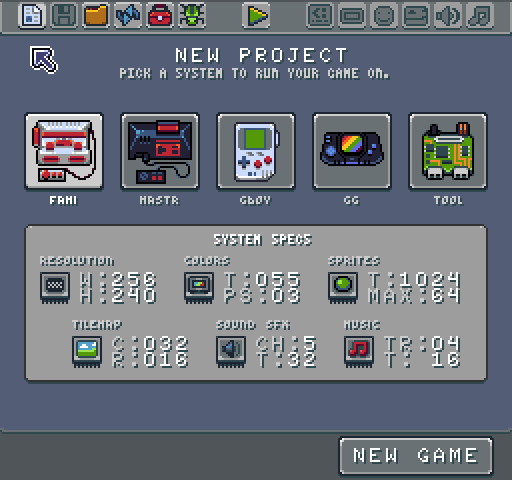 NEW PROJECT
PICK A SYSTEM TO RUN YOUR GAME ON.
FAMI
MASTR
GBOY
GG
TOOL
SYSTEM SPECS
RESOLUTION
COLORS
SPRITES
W:256
T:055
T:1024
H:240
PS:03
MAX:64
TILEMAP
SOUND SFX
MUSIC
C:032
CH:5
TR:04
R:016
T:32
T: 16
NEW GAME